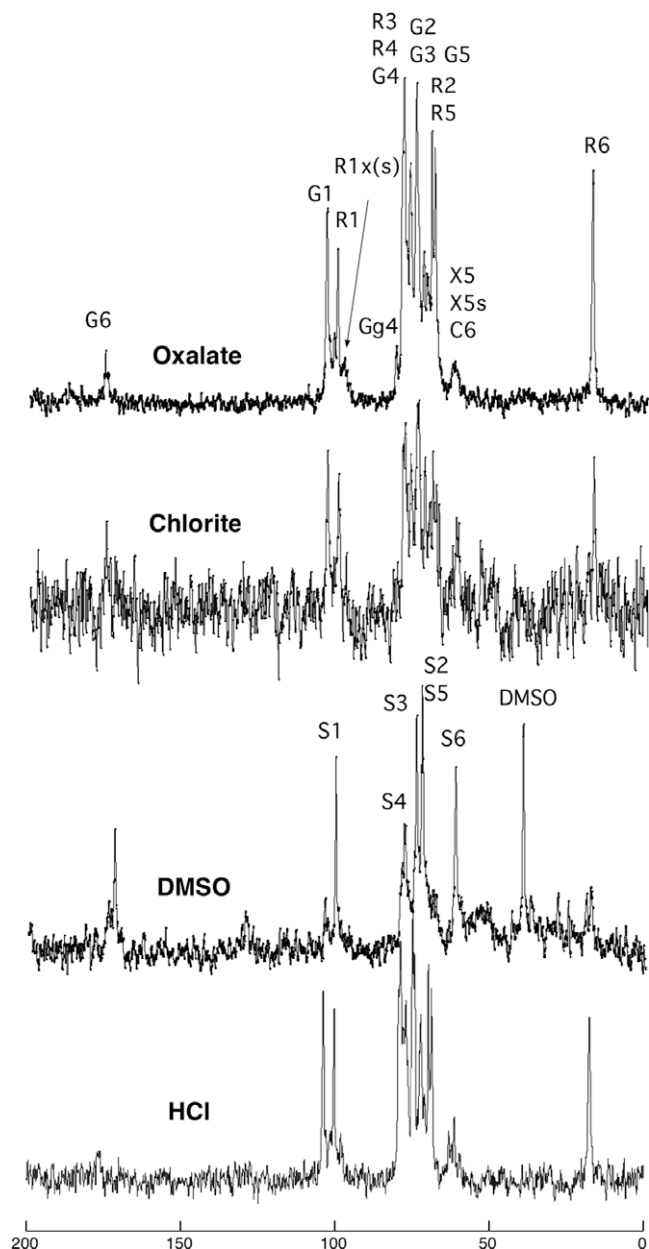 R3
G2
R4
G3 G5
G4
R2
R5
R1x(s)
R6
G1
R1
G6
Gg4
X5
X5s
C6
Oxalate
Chlorite
S2
S3
S5
DMSO
S1
S6
S4
DMSO
HCl
200 150 100 50 0